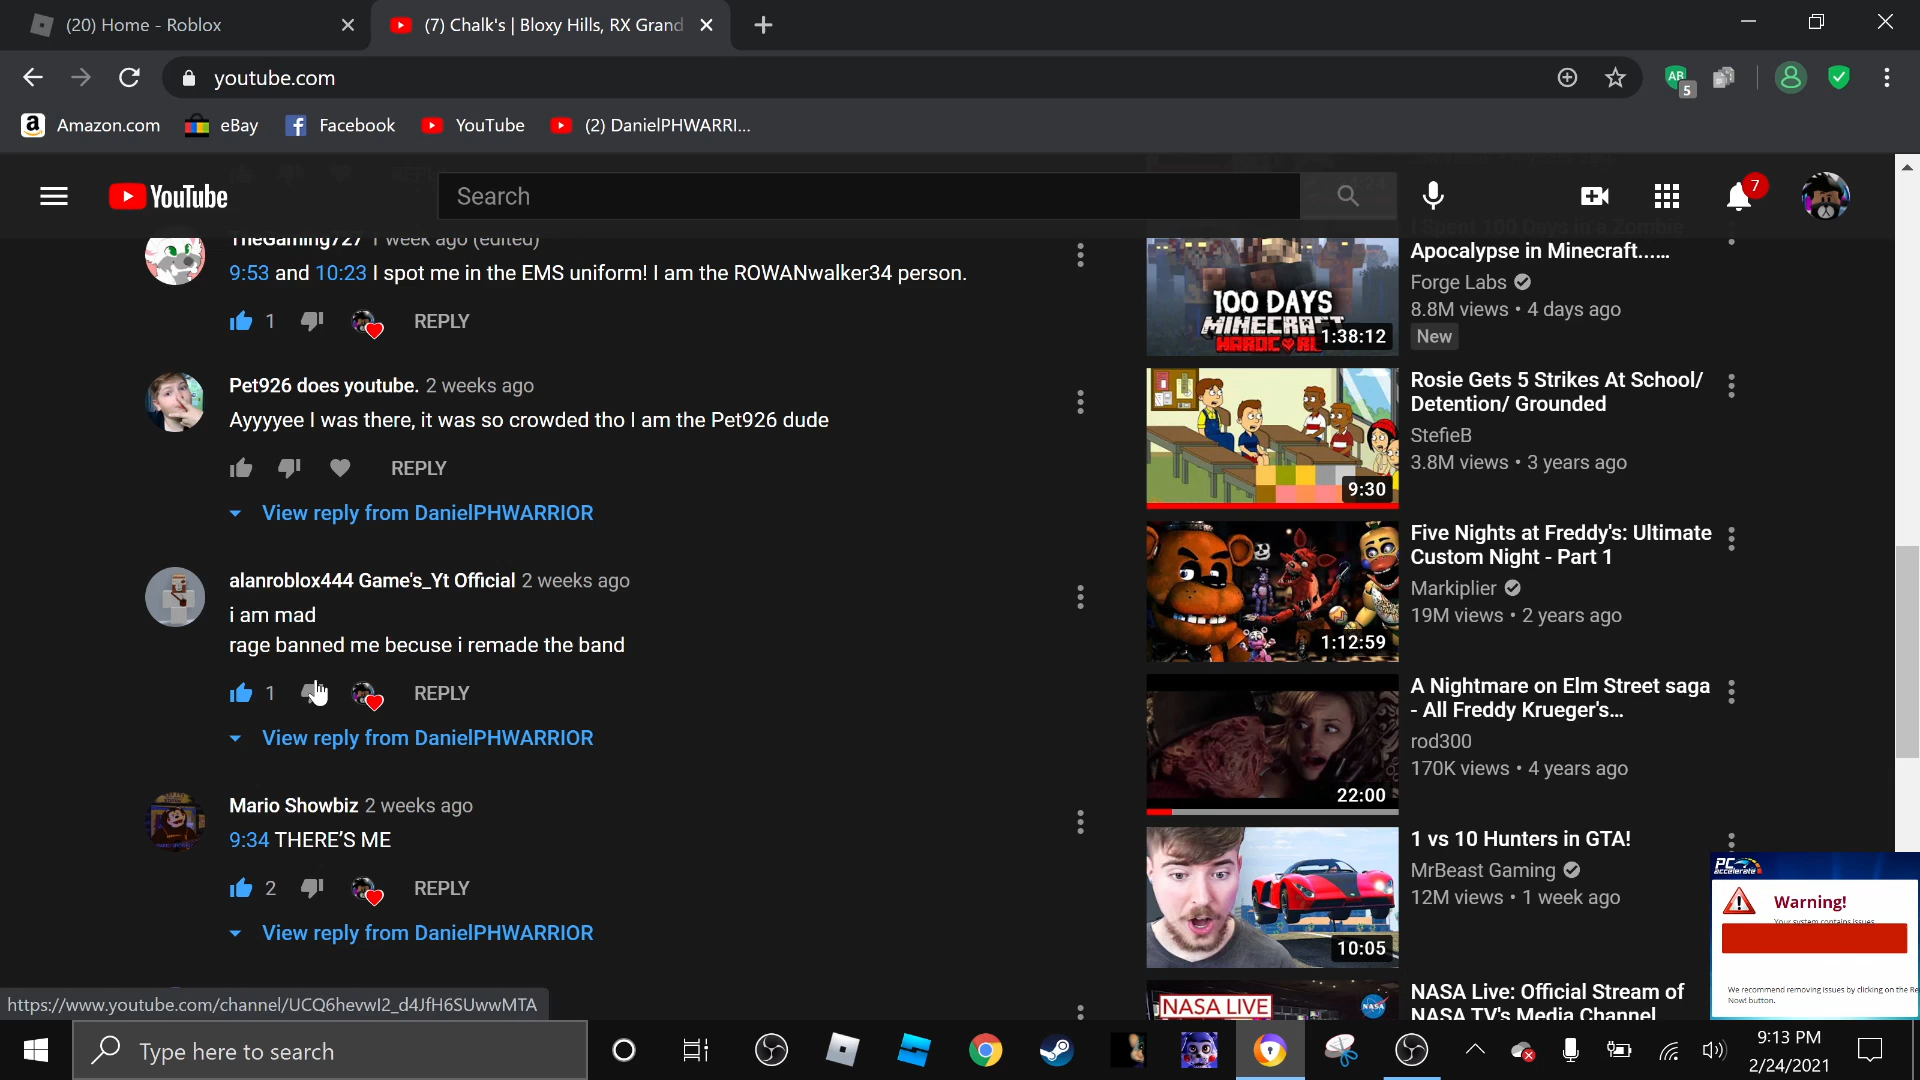 (20) Home - Roblox
(7) Chalk's | Bloxy Hills, RX Grand
youtube.com
AB
5
a Amazon.com
eBay
Facebook
YouTube
(2) DanielPHWARRI...
YouTube
Search
7
TheGaming727 1 week ago (edited)
9:53 and 10:23 I spot me in the EMS uniform! I am the ROWANwalker34 person.
1
REPLY
Pet926 does youtube. 2 weeks ago
Ayyyyee I was there, it was so crowded tho I am the Pet926 dude
REPLY
View reply from DanielPHWARRIOR
alanroblox444 Game's_Yt Official 2 weeks ago
i am mad
rage banned me becuse i remade the band
1
REPLY
View reply from DanielPHWARRIOR
Mario Showbiz 2 weeks ago
9:34 THERE'S ME
2
REPLY
View reply from DanielPHWARRIOR
I Spent 100 Days in a Zombie
Apocalypse in Minecraft......
Forge Labs
8.8M views • 4 days ago
New
100 DAYS
MINECRAFT
HARDCORE
1:38:12
Rosie Gets 5 Strikes At School/
Detention/ Grounded
StefieB
3.8M views • 3 years ago
9:30
Five Nights at Freddy's: Ultimate
Custom Night - Part 1
Markiplier
19M views • 2 years ago
1:12:59
A Nightmare on Elm Street saga
- All Freddy Krueger's...
rod300
170K views • 4 years ago
22:00
1 vs 10 Hunters in GTA!
MrBeast Gaming
12M views • 1 week ago
10:05
NASA LIVE
NASA
NASA Live: Official Stream of
NASA TV's Media Channel
PC
accelerate
Warning!
Your system contains issues
We recommend removing issues by clicking on the Re
Now! button.
https://www.youtube.com/channel/UCQ6hevwI2_d4JfH6SUwwMTA
Type here to search
9:13 PM
2/24/2021